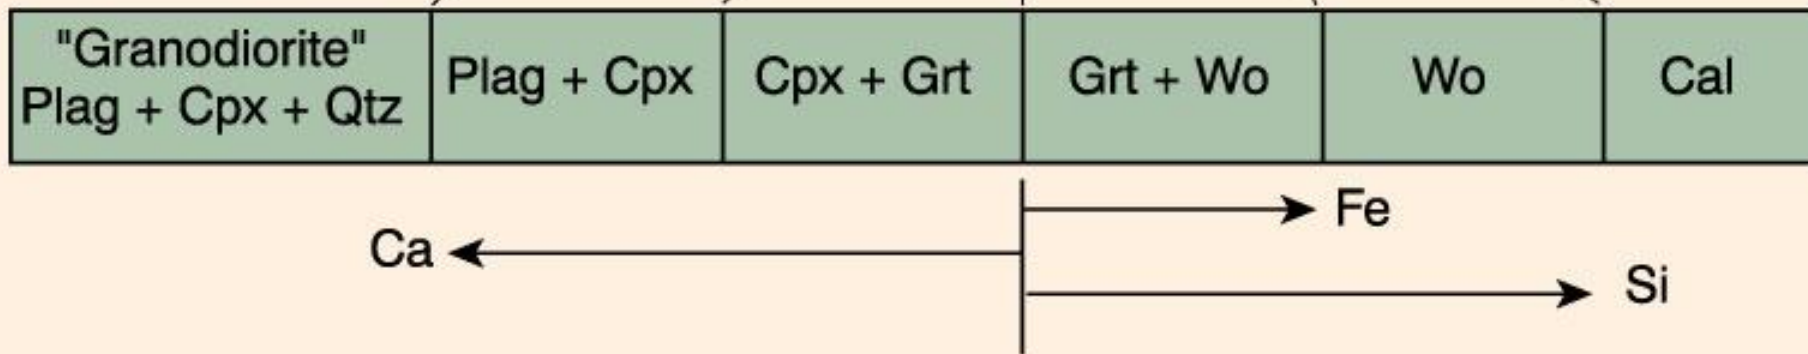 "Granodiorite"
Plag + Cpx + Qtz
Plag + Cpx
Cpx + Grt
Grt + Wo
Wo
Cal
Fe
Ca
Si